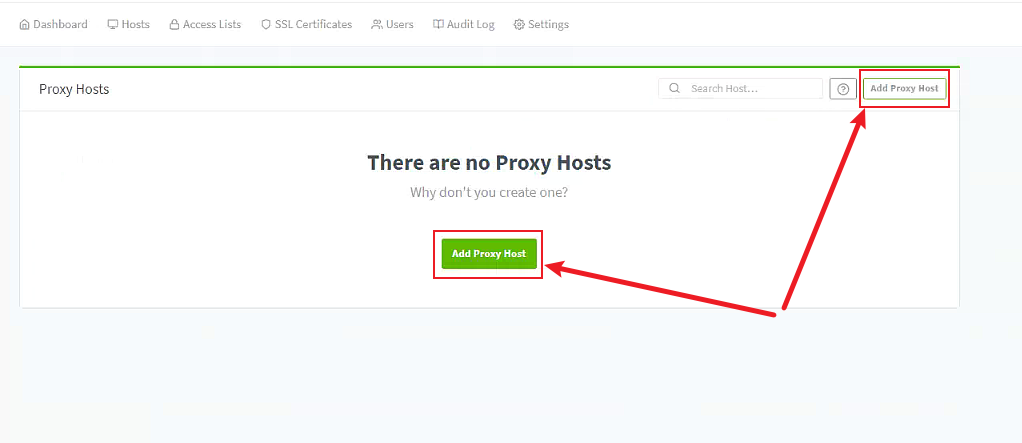 Dashboard Hosts Access Lists SSL Certificates Users Audit Log Settings
Proxy Hosts Search Host... Add Proxy Host
There are no Proxy Hosts
Why don't you create one?
Add Proxy Host